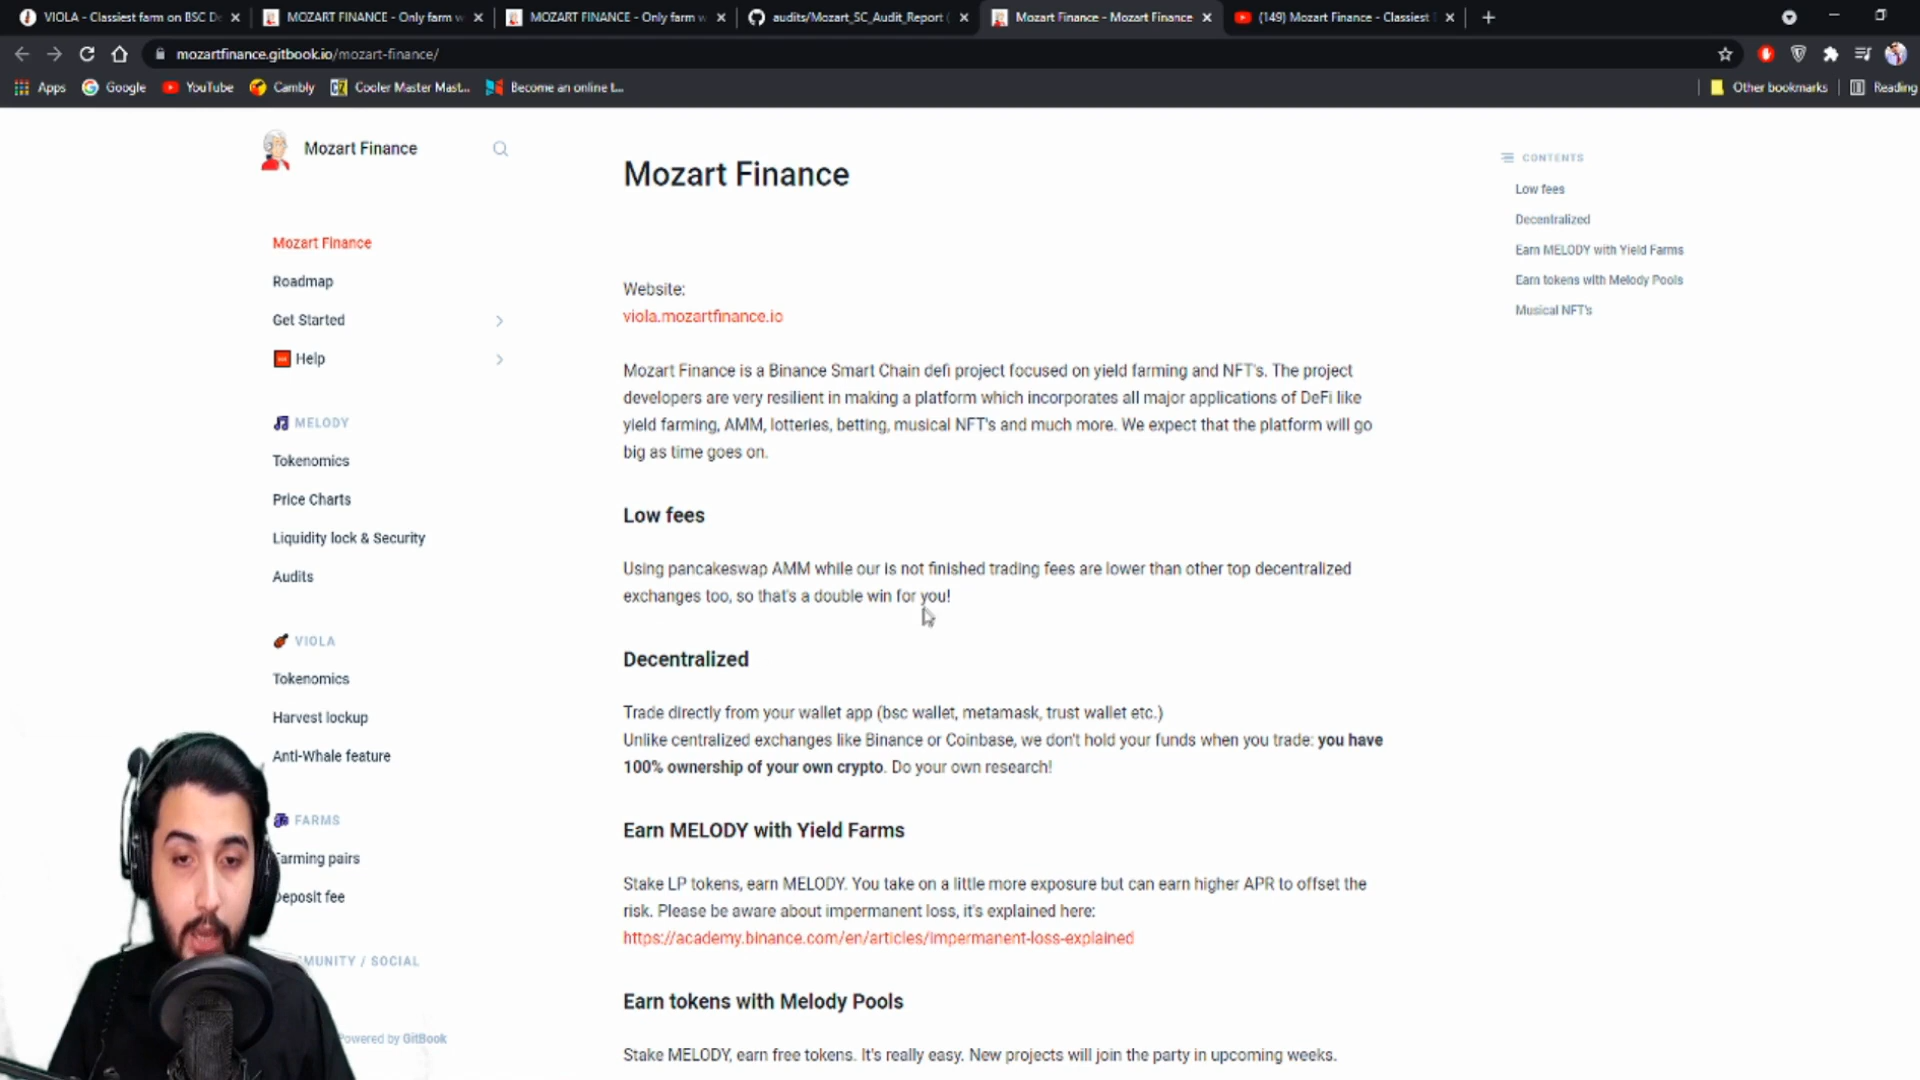 VIOLA - Classiest farm on BSC De
MOZART FINANCE - Only farm w
MOZART FINANCE - Only farm w
audits/Mozart_SC_Audit_Report (
Mozart Finance - Mozart Finance
(149) Mozart Finance - Classiest
mozartfinance.gitbook.io/mozart-finance/
Apps
Google
YouTube
Cambly
Cooler Master Mast...
Become an online t...
Other bookmarks
Reading
Mozart Finance
Mozart Finance
Roadmap
Get Started
Help
MELODY
Tokenomics
Price Charts
Liquidity lock & Security
Audits
VIOLA
Tokenomics
Harvest lockup
Anti-Whale feature
FARMS
Farming pairs
Deposit fee
MUNITY / SOCIAL
Powered by GitBook
Mozart Finance
Website:
viola.mozartfinance.io
Mozart Finance is a Binance Smart Chain defi project focused on yield farming and NFT's. The project
developers are very resilient in making a platform which incorporates all major applications of DeFi like
yield farming, AMM, lotteries, betting, musical NFT's and much more. We expect that the platform will go
big as time goes on.
Low fees
Using pancakeswap AMM while our is not finished trading fees are lower than other top decentralized
exchanges too, so that's a double win for you!
Decentralized
Trade directly from your wallet app (bsc wallet, metamask, trust wallet etc.)
Unlike centralized exchanges like Binance or Coinbase, we don't hold your funds when you trade: you have
100% ownership of your own crypto. Do your own research!
Earn MELODY with Yield Farms
Stake LP tokens, earn MELODY. You take on a little more exposure but can earn higher APR to offset the
risk. Please be aware about impermanent loss, it's explained here:
https://academy.binance.com/en/articles/impermanent-loss-explained
Earn tokens with Melody Pools
Stake MELODY, earn free tokens. It's really easy. New projects will join the party in upcoming weeks.
CONTENTS
Low fees
Decentralized
Earn MELODY with Yield Farms
Earn tokens with Melody Pools
Musical NFT's